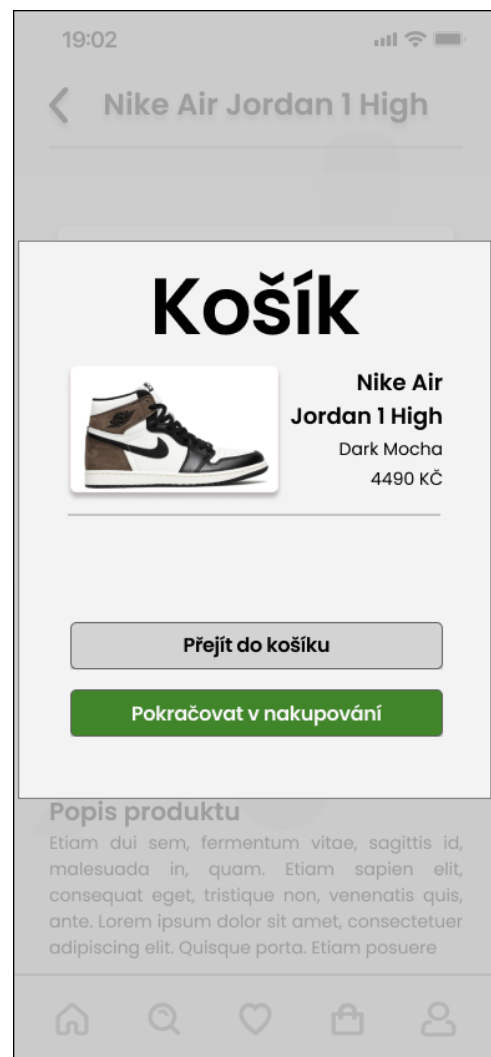 19:02
Nike Air Jordan 1 High
Košík
Nike Air
Jordan 1 High
Dark Mocha
4490 KČ
Přejít do košíku
Pokračovat v nakupování
Popis produktu
Etiam dui sem, fermentum vitae, sagittis id,
malesuada in, quam. Etiam sapien elit,
consequat eget, tristique non, venenatis quis,
ante. Lorem ipsum dolor sit amet, consectetuer
adipiscing elit. Quisque porta. Etiam posuere